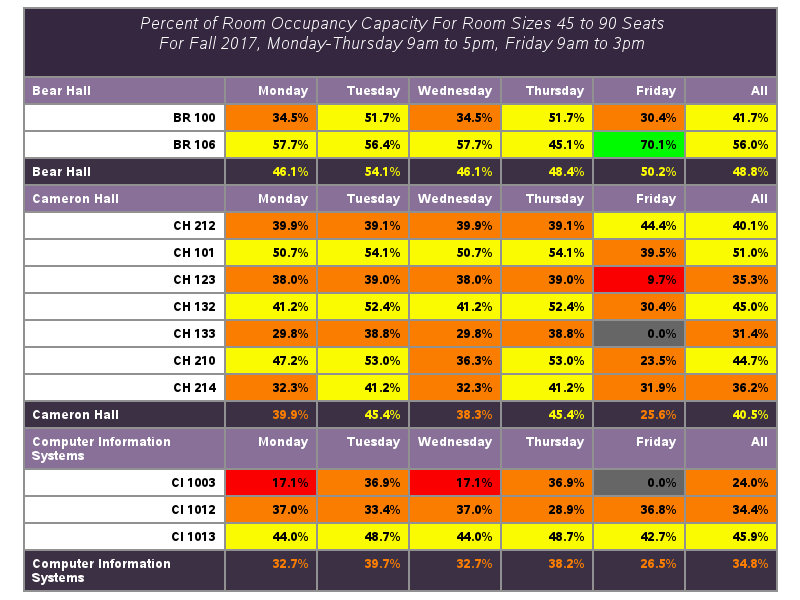 Percent of Room Occupancy Capacity For Room Sizes 45 to 90 Seats
For Fall 2017, Monday-Thursday 9am to 5pm, Friday 9am to 3pm
Bear Hall Monday Tuesday Wednesday Thursday Friday All
BR 100 34.5% 51.7% 34.5% 51.7% 30.4% 41.7%
BR 106 57.7% 56.4% 57.7% 45.1% 70.1% 56.0%
Bear Hall 46.1% 54.1% 46.1% 48.4% 50.2% 48.8%
Cameron Hall Monday Tuesday Wednesday Thursday Friday All
CH 212 39.9% 39.1% 39.9% 39.1% 44.4% 40.1%
CH 101 50.7% 54.1% 50.7% 54.1% 39.5% 51.0%
CH 123 38.0% 39.0% 38.0% 39.0% 9.7% 35.3%
CH 132 41.2% 52.4% 41.2% 52.4% 30.4% 45.0%
CH 133 29.8% 38.8% 29.8% 38.8% 0.0% 31.4%
CH 210 47.2% 53.0% 36.3% 53.0% 23.5% 44.7%
CH 214 32.3% 41.2% 32.3% 41.2% 31.9% 36.2%
Cameron Hall 39.9% 45.4% 38.3% 45.4% 25.6% 40.5%
Computer Information Monday Tuesday Wednesday Thursday Friday All
Systems
CI 1003 17.1% 36.9% 17.1% 36.9% 0.0% 24.0%
CI 1012 37.0% 33.4% 37.0% 28.9% 36.8% 34.4%
CI 1013 44.0% 48.7% 44.0% 48.7% 42.7% 45.9%
Computer Information 32.7% 39.7% 32.7% 38.2% 26.5% 34.8%
Systems